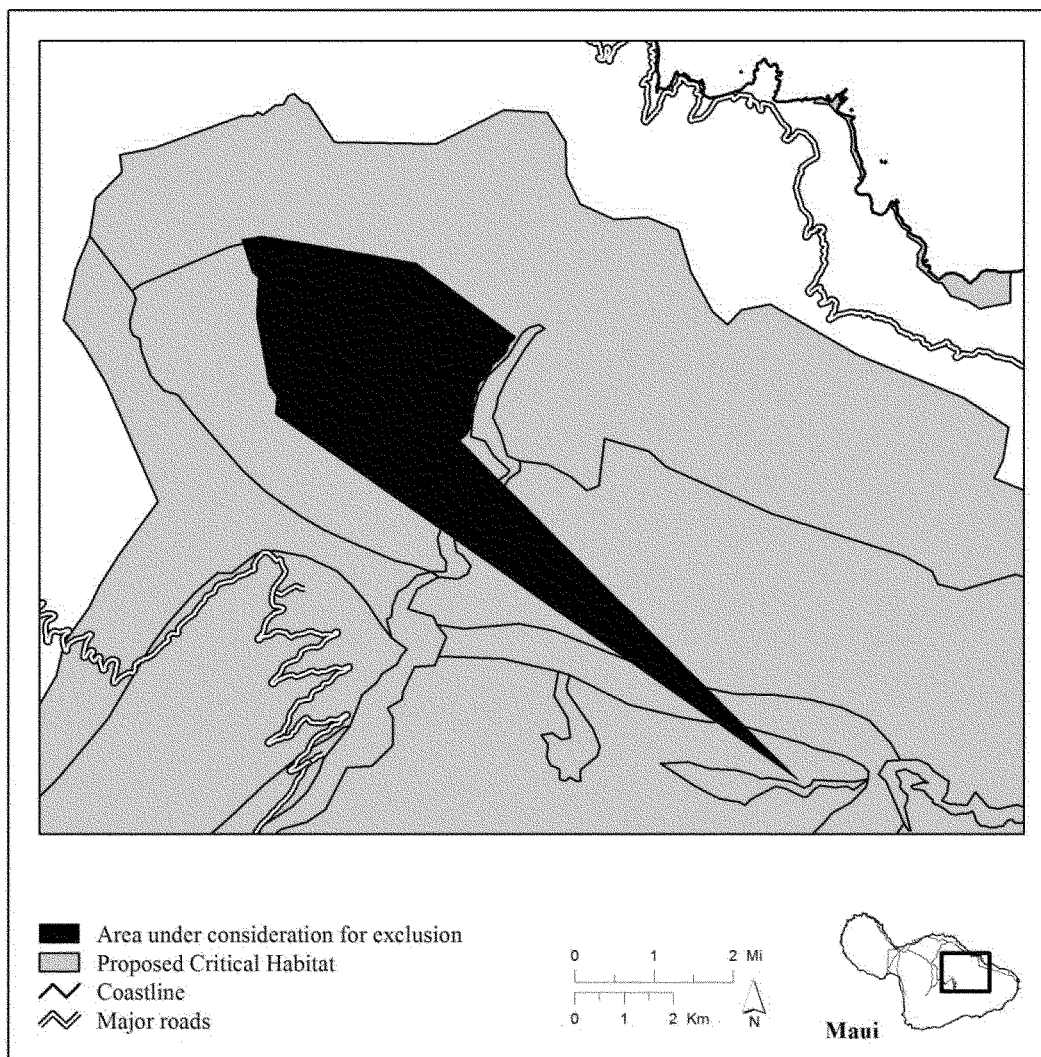 Area under consideration for exclusion
Proposed Critical Habitat
Coastline
Major roads
0 1 2 Mi
0 1 2 Km
N
Maui